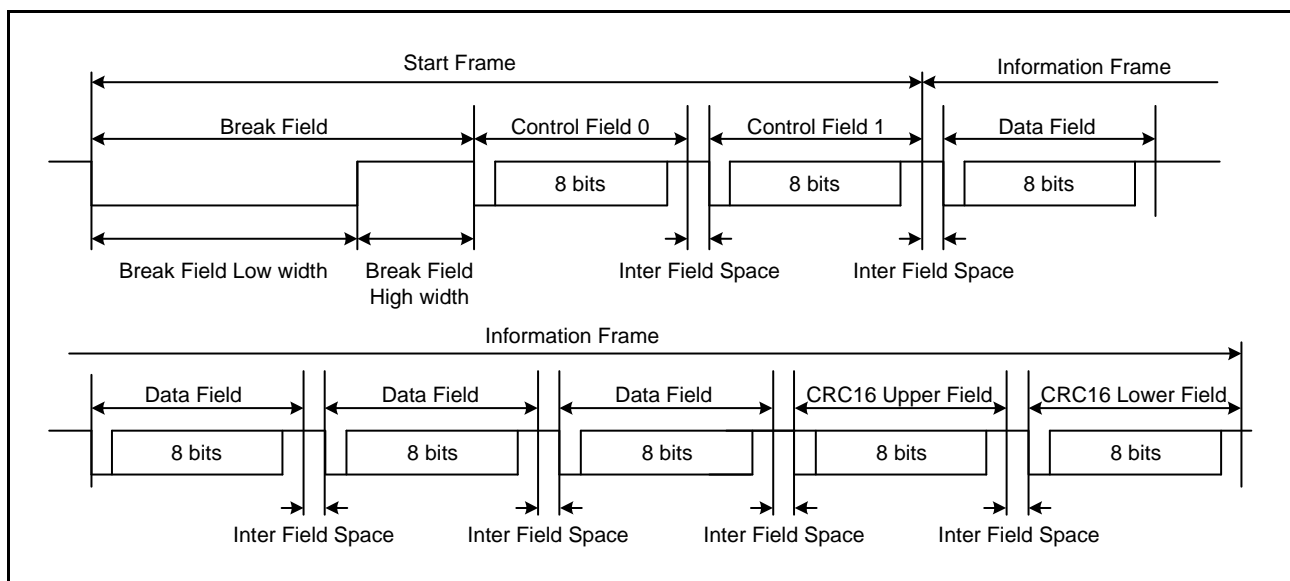 Start Frame
Information Frame
Break Field
Control Field 0
Control Field 1
Data Field
8 bits
8 bits
8 bits
Break Field Low width
Break Field
High width
Inter Field Space
Inter Field Space
Information Frame
Data Field
Data Field
Data Field
CRC16 Upper Field
CRC16 Lower Field
8 bits
8 bits
8 bits
8 bits
8 bits
Inter Field Space
Inter Field Space
Inter Field Space
Inter Field Space